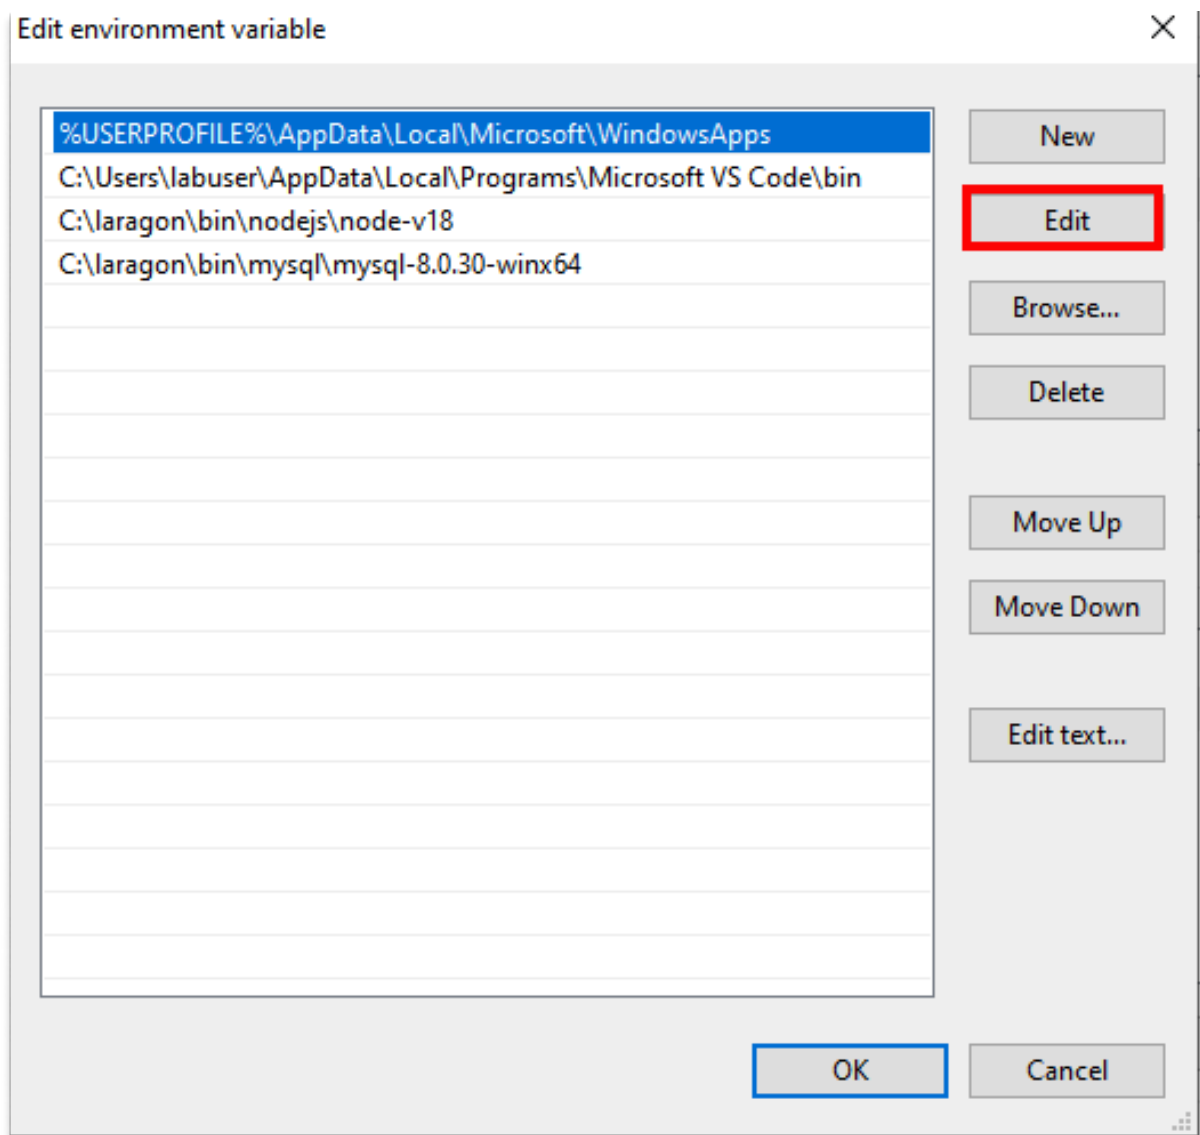 Edit environment variable
%USERPROFILE%\AppData\Local\Microsoft\WindowsApps
C:\Users\labuser\AppData\Local\Programs\Microsoft VS Code\bin
C:\laragon\bin\nodejs\node-v18
C:\laragon\bin\mysql\mysql-8.0.30-winx64
New
Edit
Browse...
Delete
Move Up
Move Down
Edit text...
OK
Cancel